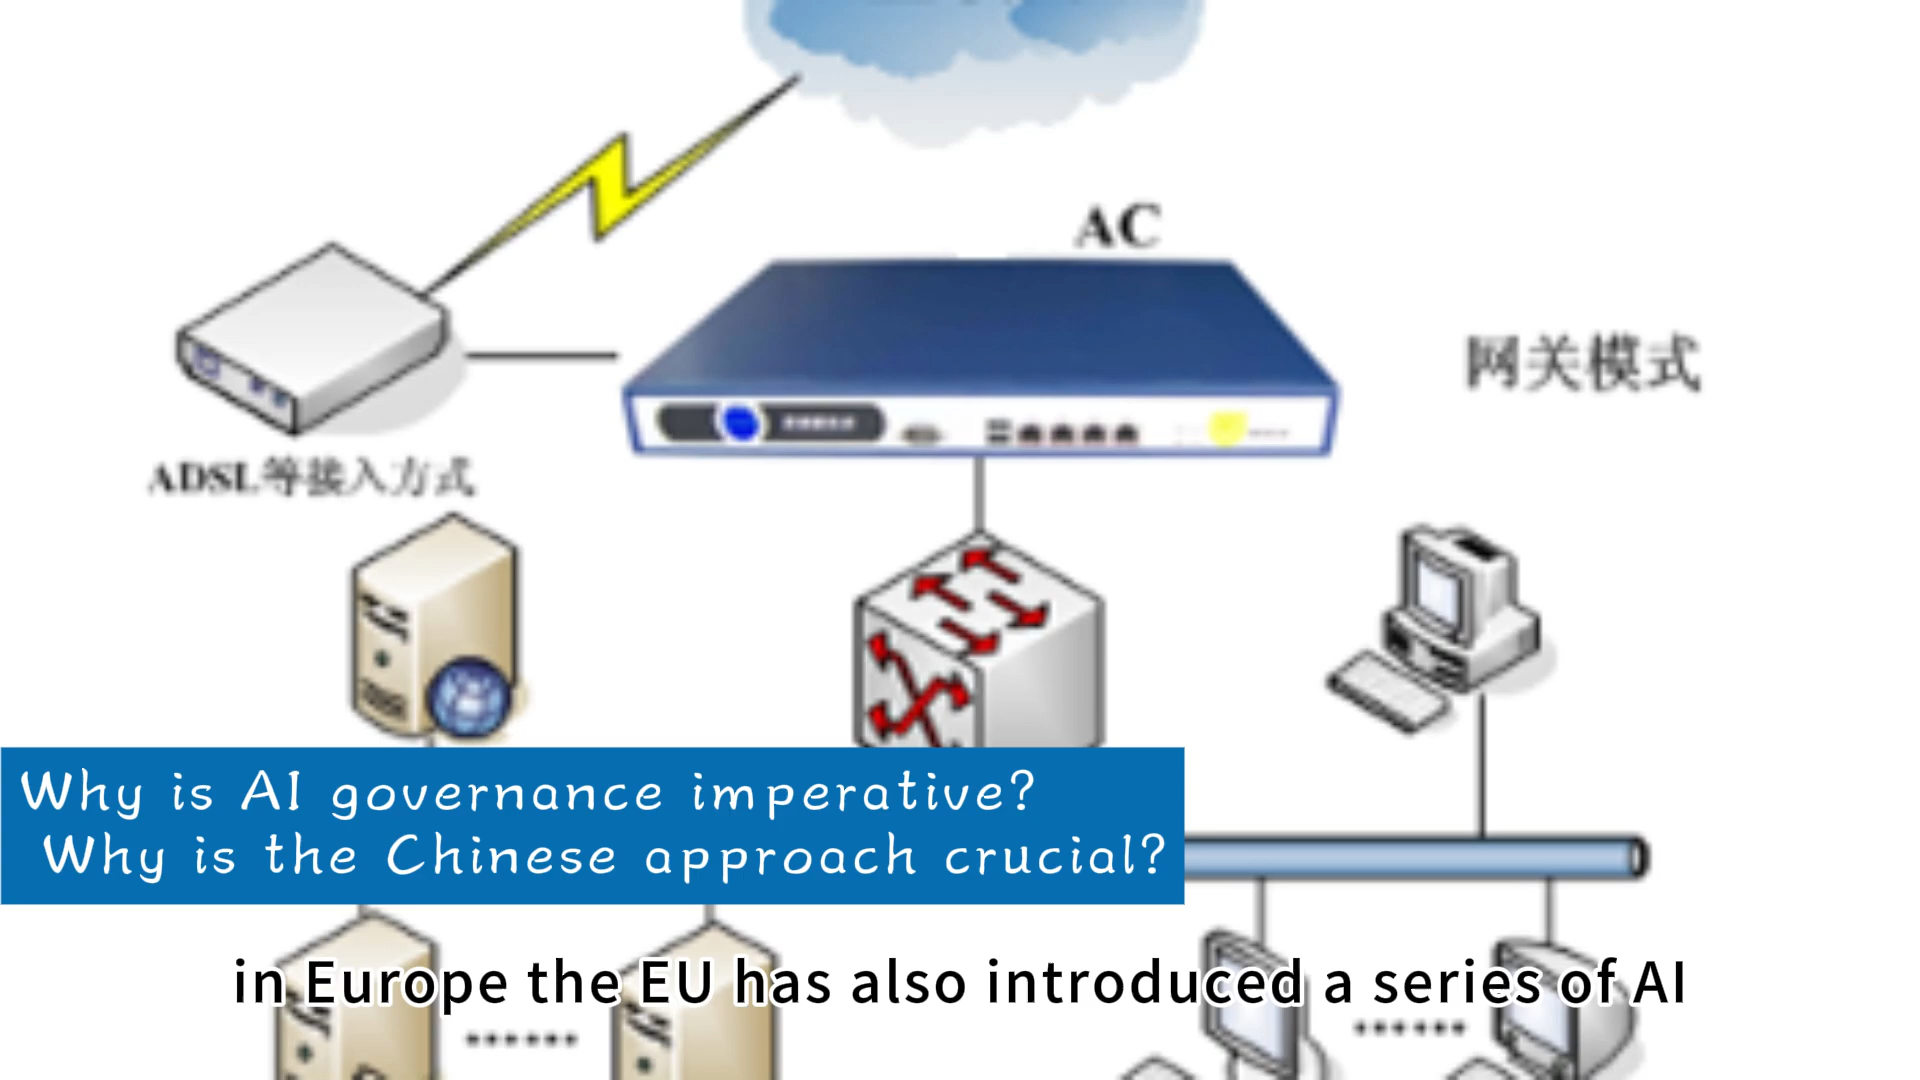 AC
网关模式
ADSL等接入方式
Why is AI governance imperative?
Why is the Chinese approach crucial?
in Europe the EU has also introduced a series of AI